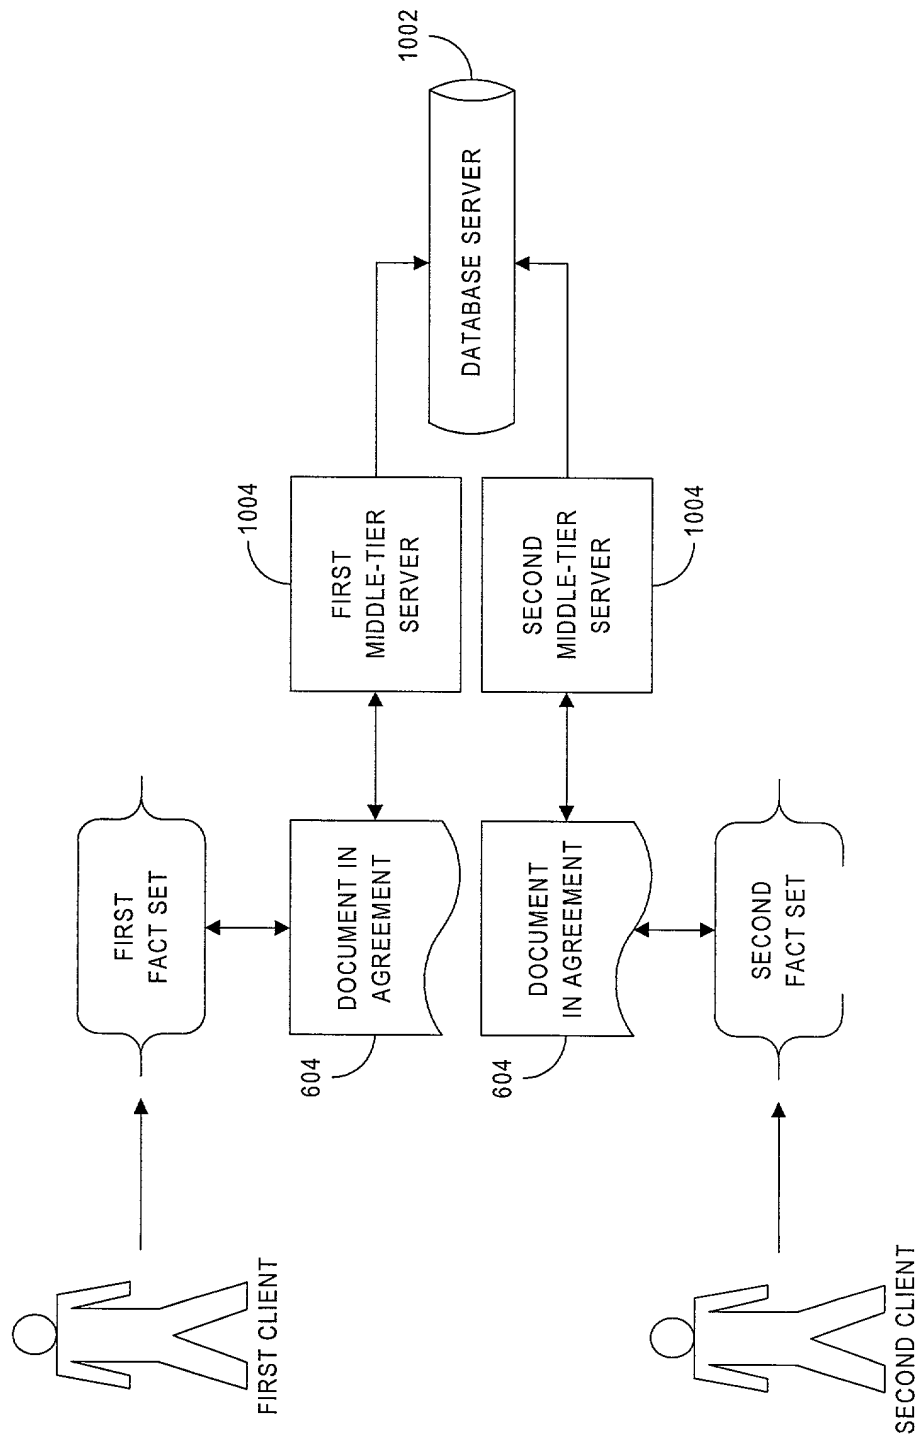 FIRST CLIENT
FIRST
FACT SET
604
DOCUMENT IN
AGREEMENT
1004
FIRST
MIDDLE-TIER
SERVER
1002
DATABASE SERVER
SECOND
MIDDLE-TIER
SERVER
1004
DOCUMENT
IN AGREEMENT
604
SECOND
FACT SET
SECOND CLIENT